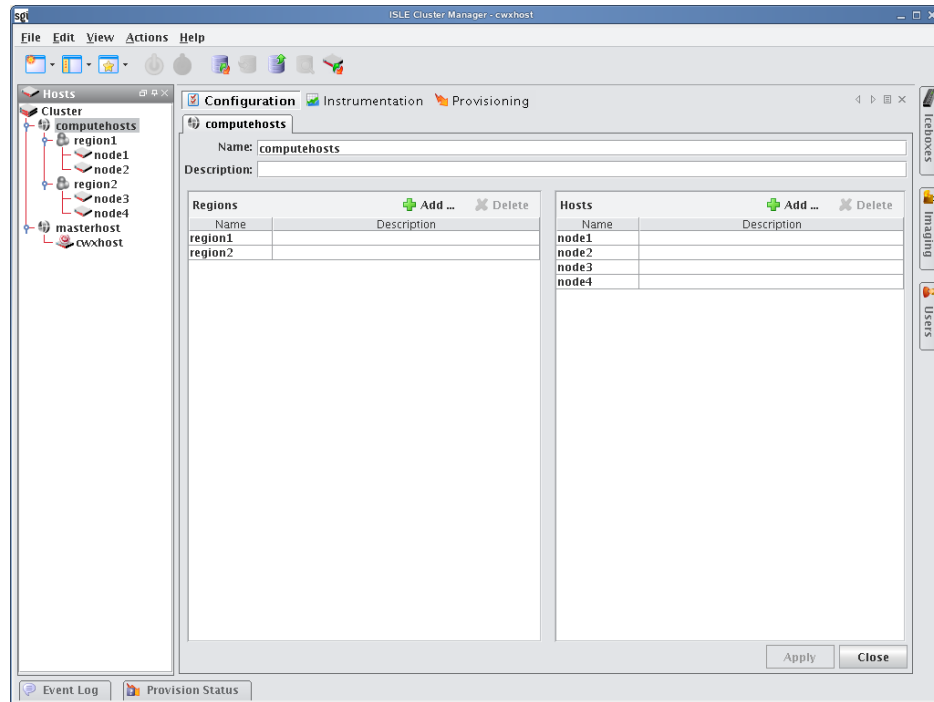 sgi ISLE Cluster Manager - cwxhost
File Edit View Actions Help
Hosts
Cluster
computehosts
region1
node1
node2
region2
node3
node4
masterhost
cwxhost
Configuration Instrumentation Provisioning
computehosts
Name: computehosts
Description:
Regions Add ... Delete
Name Description
region1
region2
Hosts Add ... Delete
Name Description
node1
node2
node3
node4
Apply Close
Iceboxes
Imaging
Users
Event Log Provision Status